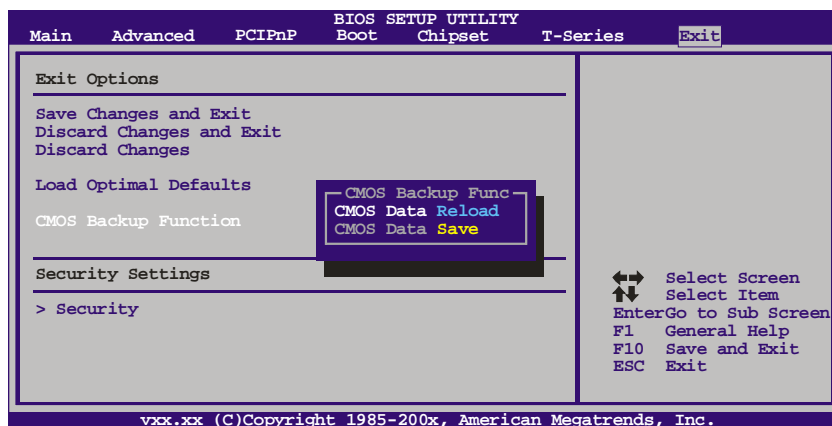 BIOS SETUP UTILITY
Main Advanced PCIPnP Boot Chipset T-Series Exit
Exit Options
Save Changes and Exit
Discard Changes and Exit
Discard Changes
Load Optimal Defaults
CMOS Backup Function
CMOS Backup Func
CMOS Data Reload
CMOS Data Save
Security Settings
> Security
Select Screen
Select Item
EnterGo to Sub Screen
F1 General Help
F10 Save and Exit
ESC Exit
vxx.xx (C)Copyright 1985-200x, American Megatrends, Inc.